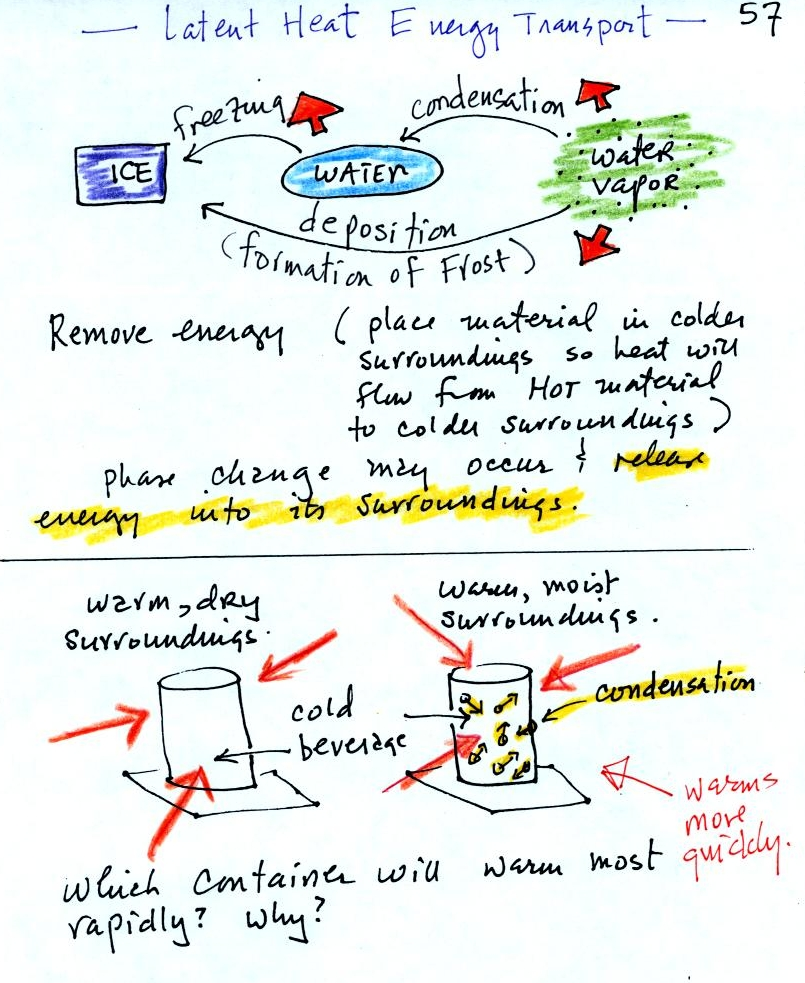 — Latent Heat Energy Transport — 57
freezing
condensation
ICE
WATER
water
vapor
deposition
(formation of Frost)
Remove energy ( place material in colder
surroundings so heat will
flow from HOT material
to colder surroundings )
phase change may occur & release
energy into its surroundings.
warm, dry
surroundings.
warm, moist
surroundings.
cold
beverage
condensation
warms
more
quickly.
which container will warm most
rapidly? why?